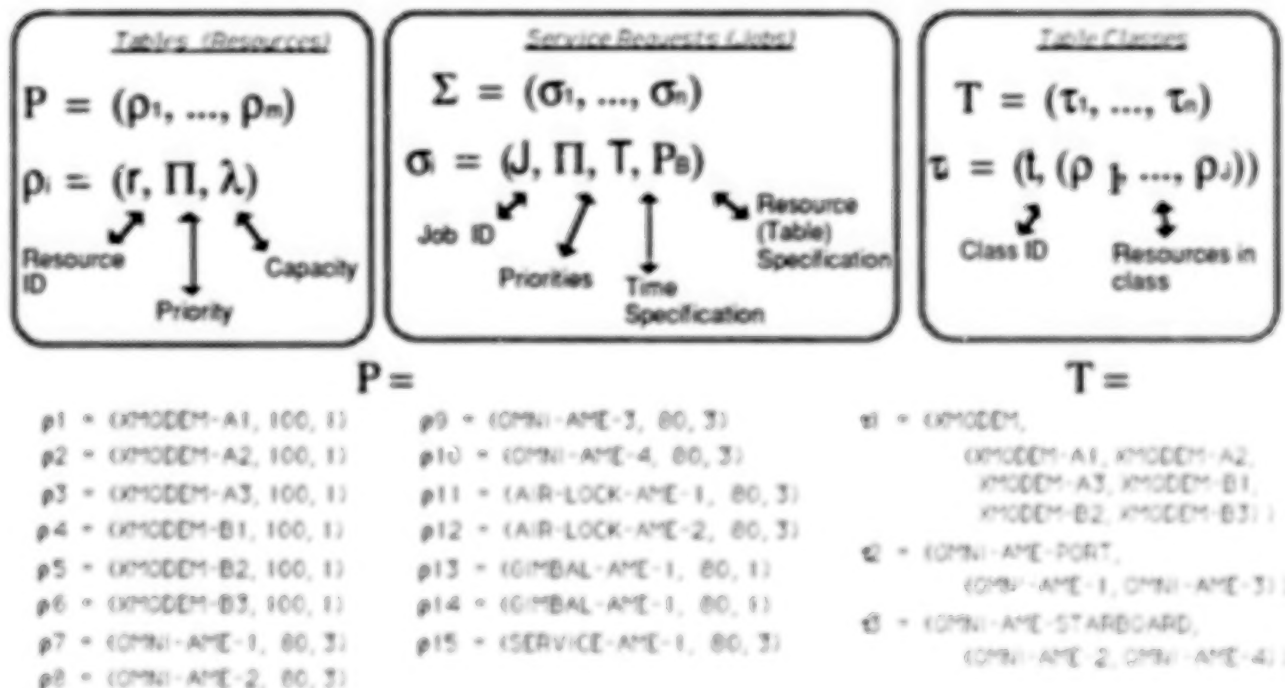 Tables (Resources)
P = (ρ1, ..., ρm)
ρi = (r, Π, λ)
Resource ID
Priority
Capacity
Service Requests (Jobs)
Σ = (σ1, ..., σn)
σi = (J, Π, T, PB)
Job ID
Priorities
Time Specification
Resource (Table) Specification
Table Classes
T = (τ1, ..., τn)
τi = (t, (ρ j, ..., ρJ))
Class ID
Resources in class
P =
ρ1 = (XMODEM-A1, 100, 1)
ρ2 = (XMODEM-A2, 100, 1)
ρ3 = (XMODEM-A3, 100, 1)
ρ4 = (XMODEM-B1, 100, 1)
ρ5 = (XMODEM-B2, 100, 1)
ρ6 = (XMODEM-B3, 100, 1)
ρ7 = (OMNI-AME-1, 80, 3)
ρ8 = (OMNI-AME-2, 80, 3)
ρ9 = (OMNI-AME-3, 80, 3)
ρ10 = (OMNI-AME-4, 80, 3)
ρ11 = (AIR-LOCK-AME-1, 80, 3)
ρ12 = (AIR-LOCK-AME-2, 80, 3)
ρ13 = (GIMBAL-AME-1, 80, 1)
ρ14 = (GIMBAL-AME-1, 80, 1)
ρ15 = (SERVICE-AME-1, 80, 3)
T =
τ1 = (XMODEM,
(XMODEM-A1, XMODEM-A2,
XMODEM-A3, XMODEM-B1,
XMODEM-B2, XMODEM-B3))
τ2 = (OMNI-AME-PORT,
(OMNI-AME-1, OMNI-AME-3))
τ3 = (OMNI-AME-STARBOARD,
(OMNI-AME-2, OMNI-AME-4))